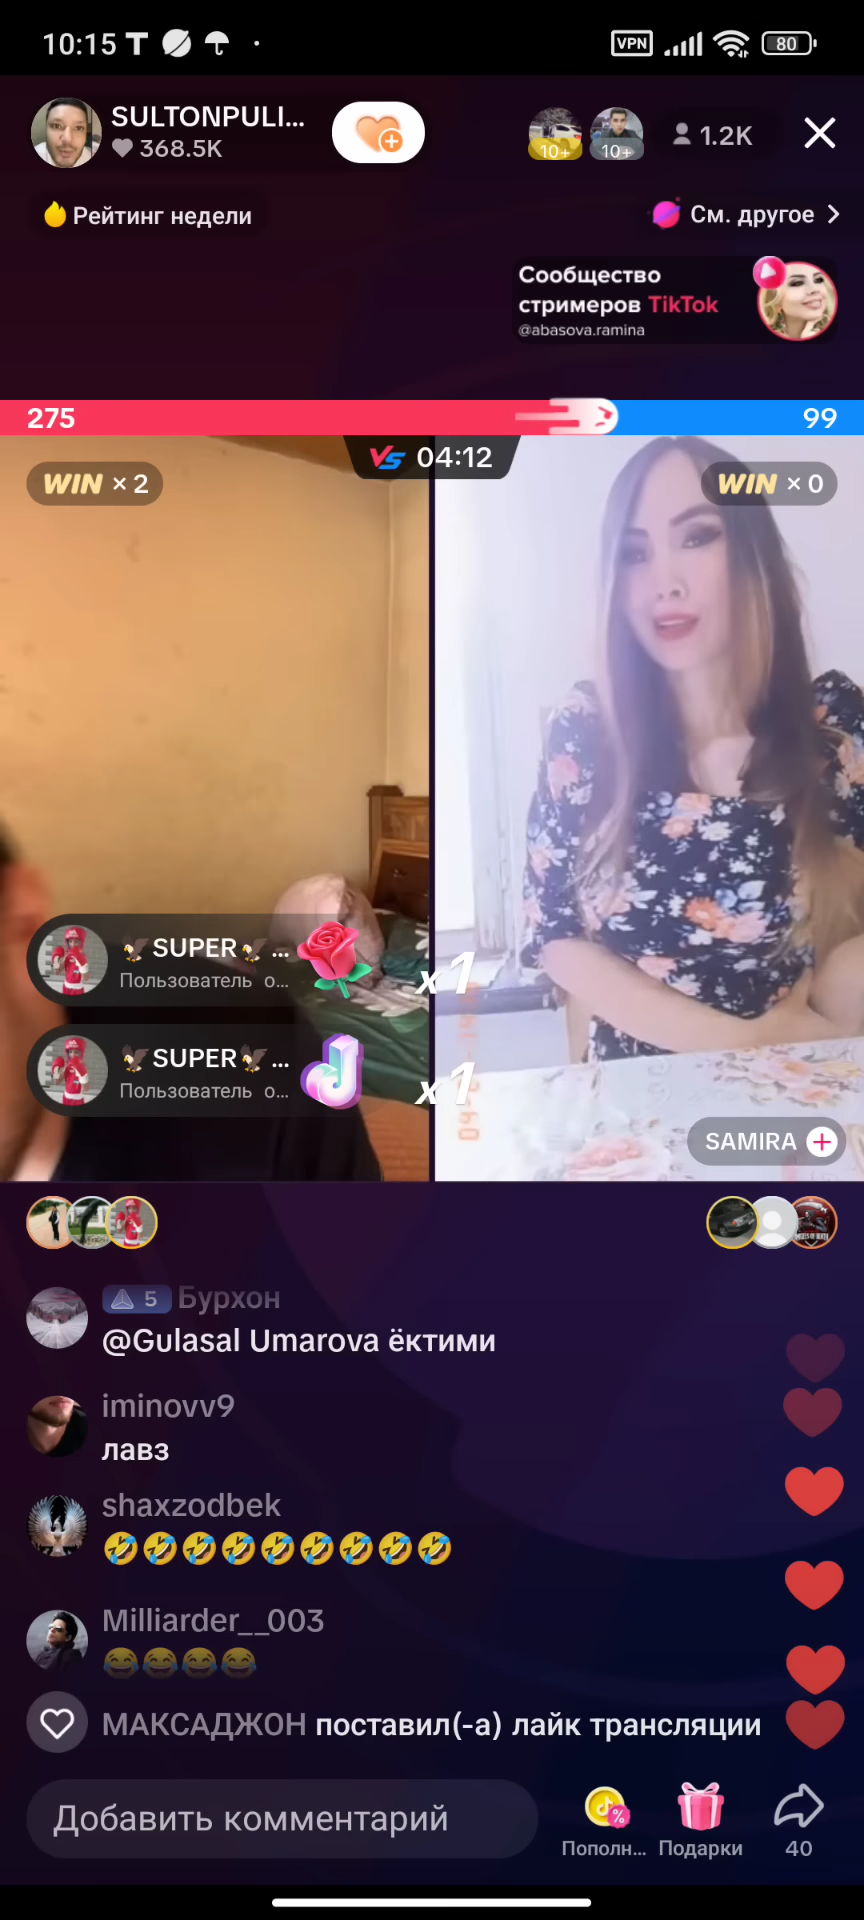 10:15
VPN
80
SULTONPULI...
368.5K
10+
10+
1.2K
Рейтинг недели
См. другое
Сообщество
стримеров TikTok
@abasova.ramina
275
99
VS 04:12
WIN × 2
WIN × 0
SUPER ...
Пользователь о...
x1
SUPER ...
Пользователь о...
x1
SAMIRA
5 Бурхон
@Gulasal Umarova ёктими
iminovv9
лавз
shaxzodbek
🤣🤣🤣🤣🤣🤣🤣🤣🤣
Milliarder__003
😂😂😂😂
МАКСАДЖОН поставил(-а) лайк трансляции
Добавить комментарий
Пополн...
Подарки
40